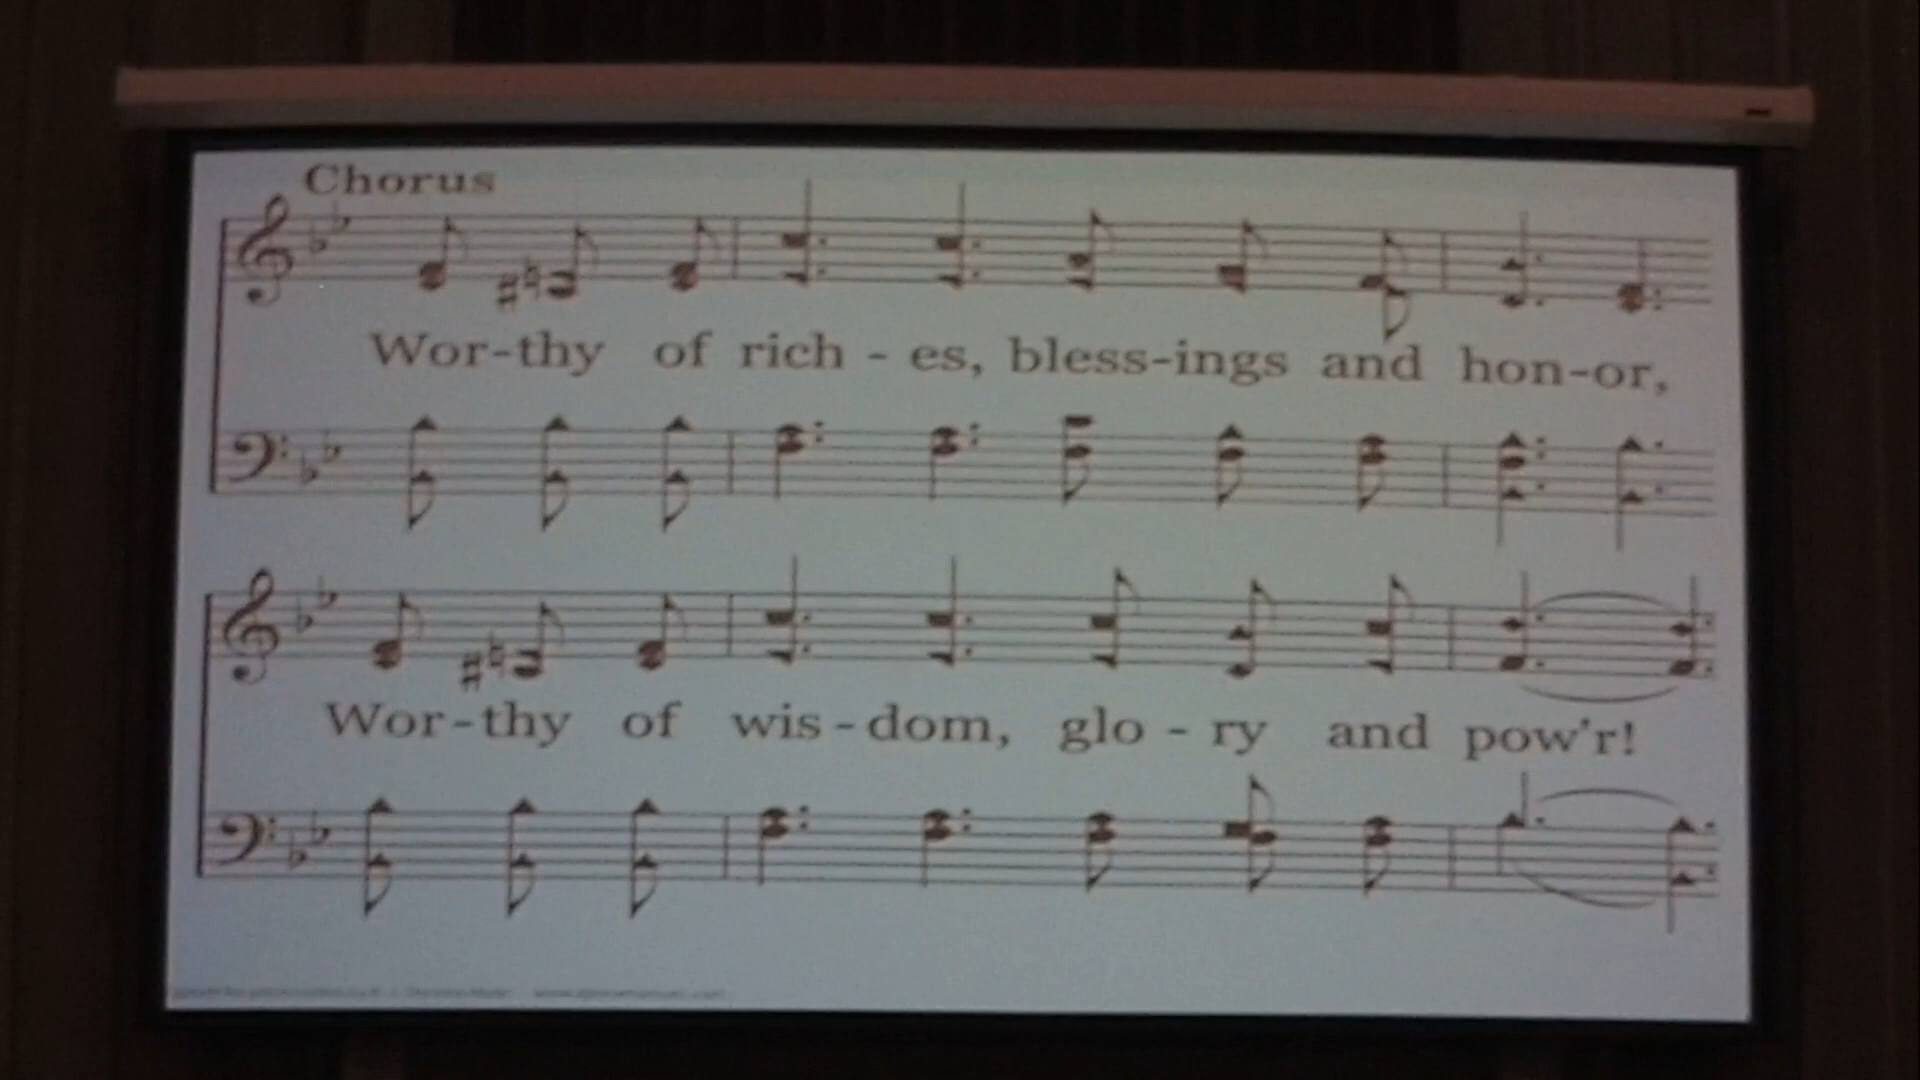 Chorus
Wor-thy of rich - es, bless-ings and hon-or,
Wor-thy of wis - dom, glo - ry and pow'r!